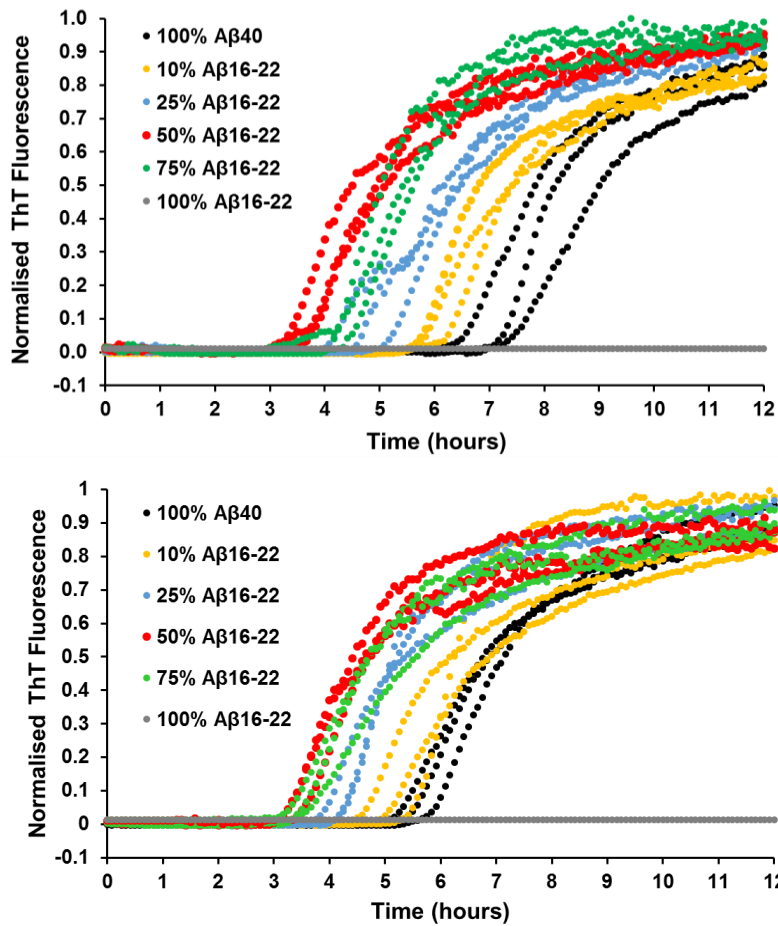 1.0
0.9
0.8
0.7
0.6
0.5
0.4
0.3
0.2
0.1
0.0
-0.1
Normalised ThT Fluorescence
100% Aβ40
10% Aβ16-22
25% Aβ16-22
50% Aβ16-22
75% Aβ16-22
100% Aβ16-22
0 1 2 3 4 5 6 7 8 9 10 11 12
Time (hours)
1
0.9
0.8
0.7
0.6
0.5
0.4
0.3
0.2
0.1
0
-0.1
Normalised ThT Fluorescence
100% Aβ40
10% Aβ16-22
25% Aβ16-22
50% Aβ16-22
75% Aβ16-22
100% Aβ16-22
0 1 2 3 4 5 6 7 8 9 10 11 12
Time (hours)